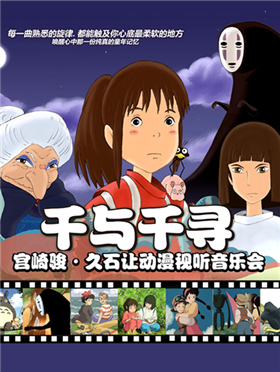 每一曲熟悉的旋律，都能触及你心底最柔软的地方
唤醒心中那一份纯真的童年记忆
千与千寻
宫崎骏·久石让动漫视听音乐会